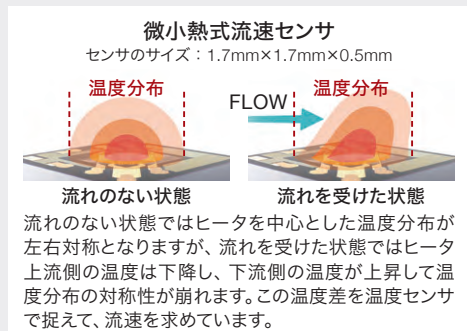 微小熱式流速センサ
センサのサイズ：1.7mm×1.7mm×0.5mm
温度分布
FLOW
温度分布
流れのない状態
流れを受けた状態
流れのない状態ではヒータを中心とした温度分布が
左右対称となりますが、流れを受けた状態ではヒータ
上流側の温度は下降し、下流側の温度が上昇して温
度分布の対称性が崩れます。この温度差を温度センサ
で捉えて、流速を求めています。